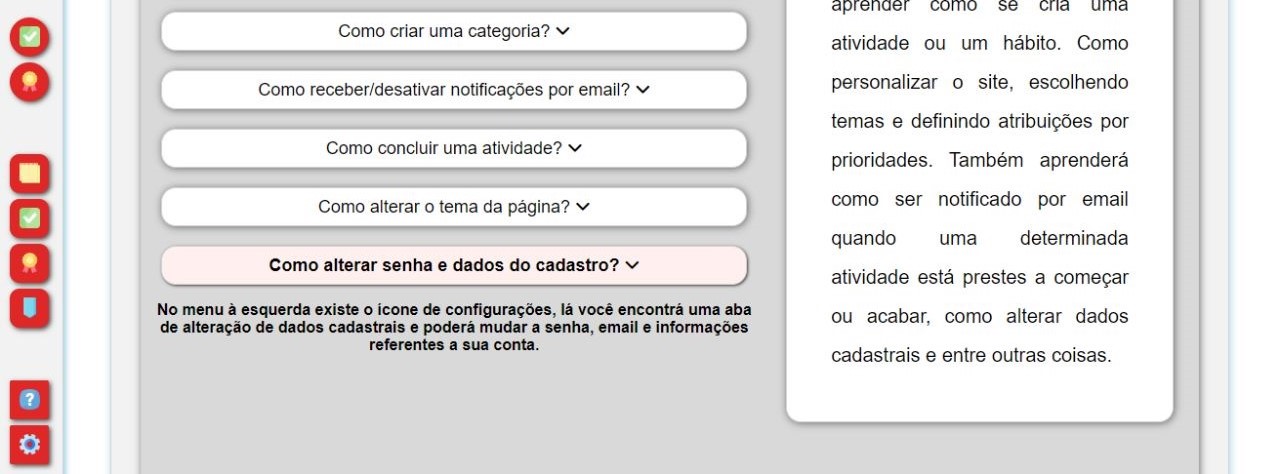 Como criar uma categoria?
Como receber/desativar notificações por email?
Como concluir uma atividade?
Como alterar o tema da página?
Como alterar senha e dados do cadastro?
No menu à esquerda existe o ícone de configurações, lá você encontrá uma aba
de alteração de dados cadastrais e poderá mudar a senha, email e informações
referentes a sua conta.
aprender como se cria uma
atividade ou um hábito. Como
personalizar o site, escolhendo
temas e definindo atribuições por
prioridades. Também aprenderá
como ser notificado por email
quando uma determinada
atividade está prestes a começar
ou acabar, como alterar dados
cadastrais e entre outras coisas.